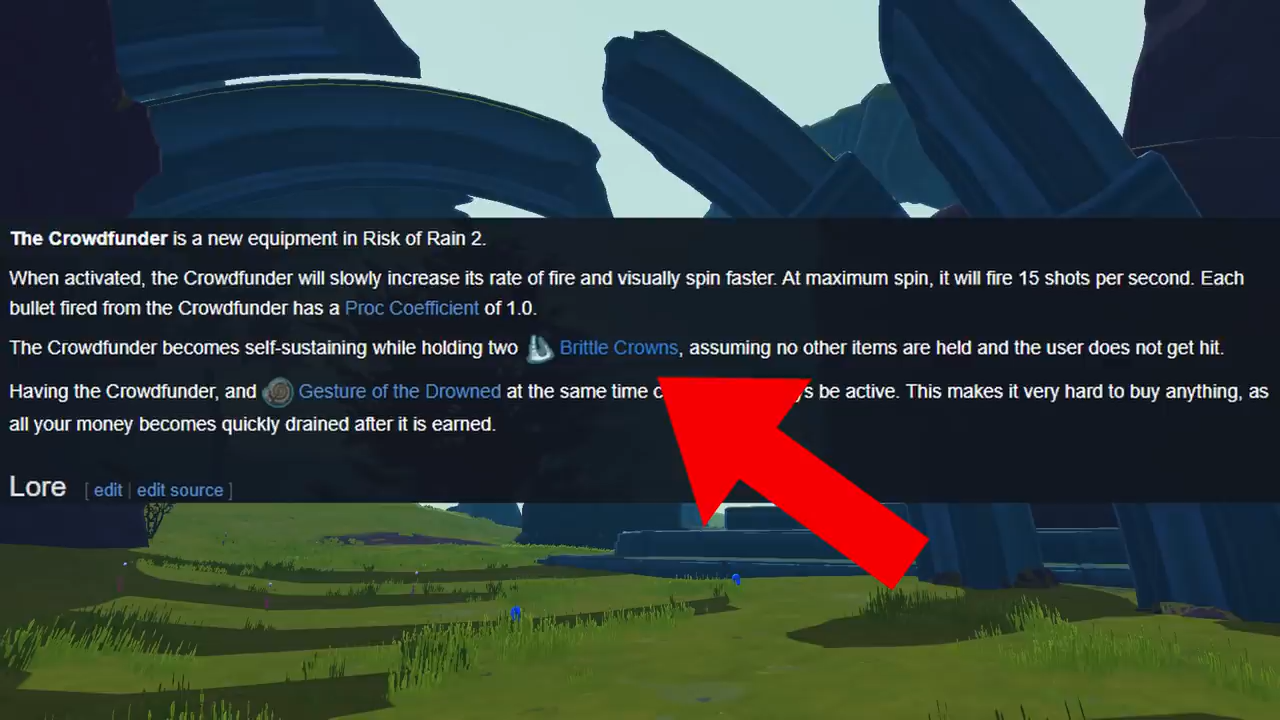 The Crowdfunder is a new equipment in Risk of Rain 2.
When activated, the Crowdfunder will slowly increase its rate of fire and visually spin faster. At maximum spin, it will fire 15 shots per second. Each
bullet fired from the Crowdfunder has a Proc Coefficient of 1.0.
The Crowdfunder becomes self-sustaining while holding two Brittle Crowns, assuming no other items are held and the user does not get hit.
Having the Crowdfunder, and Gesture of the Drowned at the same time be active. This makes it very hard to buy anything, as
all your money becomes quickly drained after it is earned.
Lore [ edit | edit source ]